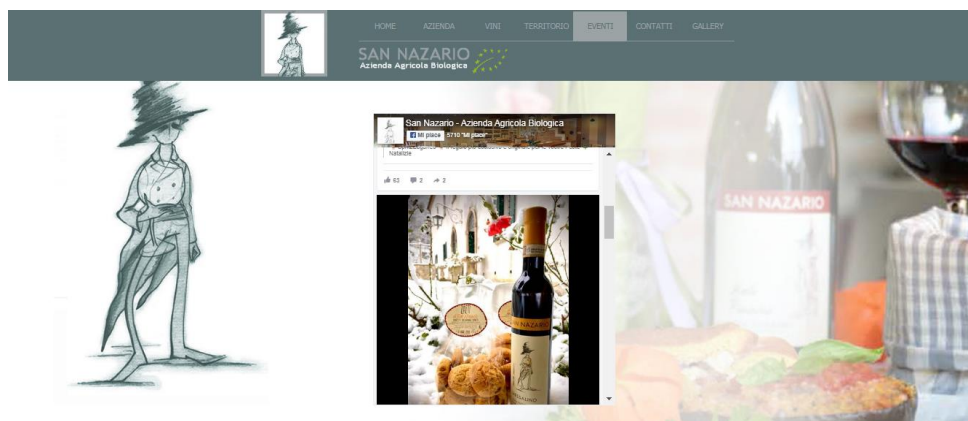 HOME AZIENDA VINI TERRITORIO EVENTI CONTATTI GALLERY
SAN NAZARIO
Azienda Agricola Biologica
San Nazario - Azienda Agricola Biologica
Mi piace 5710 "Mi piace"
Natalizie
63 2 2
SAN NAZARIO
SAN NAZARIO